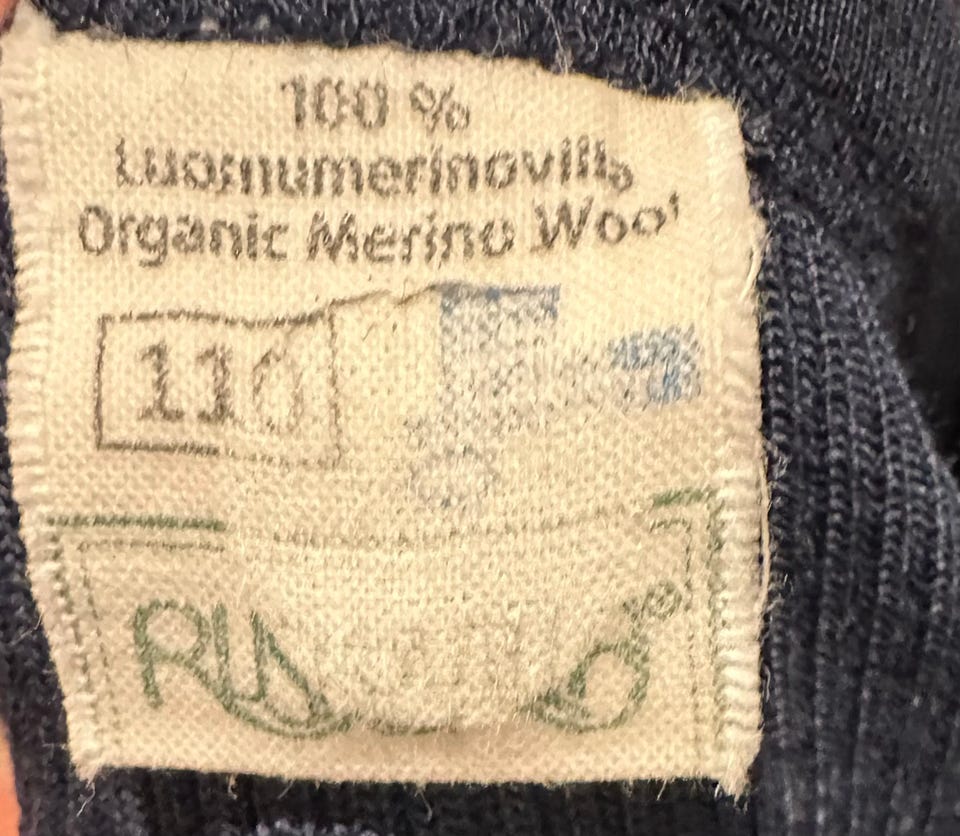 100 %
Luomumerinovilla
Organic Merino Wool
110